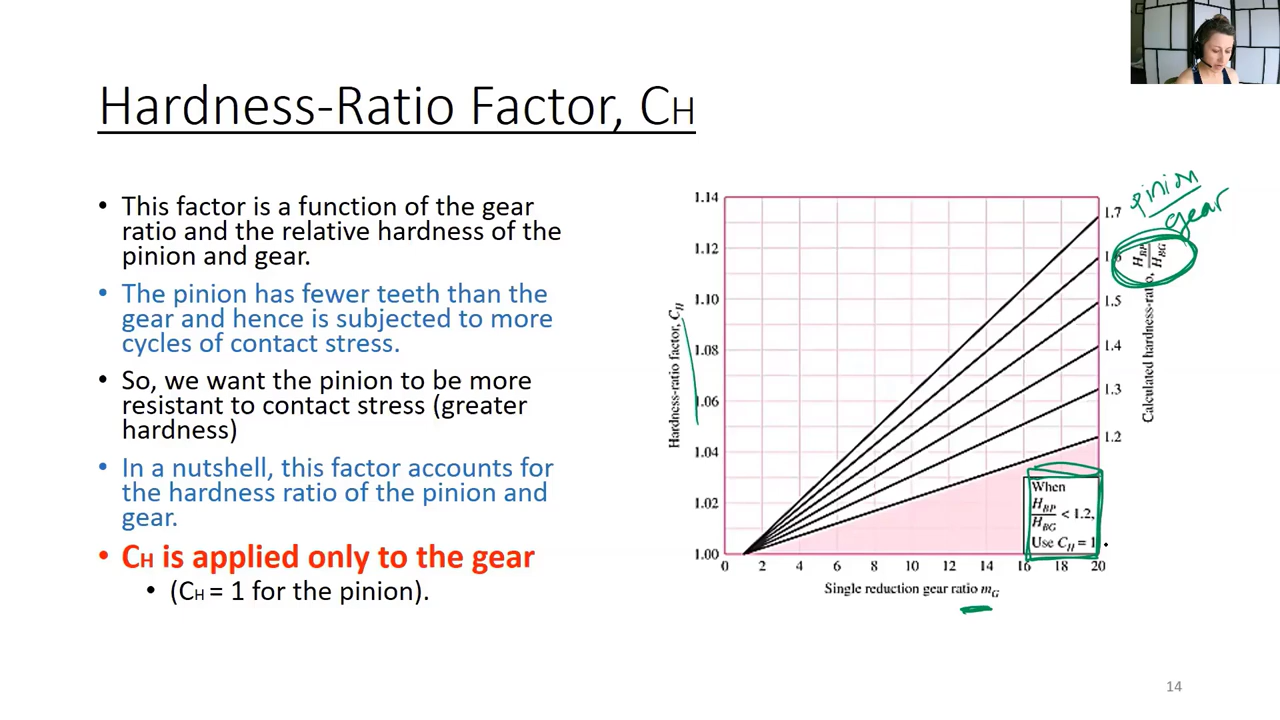 Hardness-Ratio Factor, CH
• This factor is a function of the gear
ratio and the relative hardness of the
pinion and gear.
• The pinion has fewer teeth than the
gear and hence is subjected to more
cycles of contact stress.
• So, we want the pinion to be more
resistant to contact stress (greater
hardness)
• In a nutshell, this factor accounts for
the hardness ratio of the pinion and
gear.
• CH is applied only to the gear
• (CH = 1 for the pinion).
Hardness-ratio factor, C_H
1.14
1.12
1.10
1.08
1.06
1.04
1.02
1.00
0 2 4 6 8 10 12 14 16 18 20
Single reduction gear ratio m_G
1.7
1.5
1.4
1.3
1.2
When
H_BP
H_BG < 1.2,
Use C_H = 1
Calculated hardness-ratio,
H_BP
H_BG
pinion
gear
14